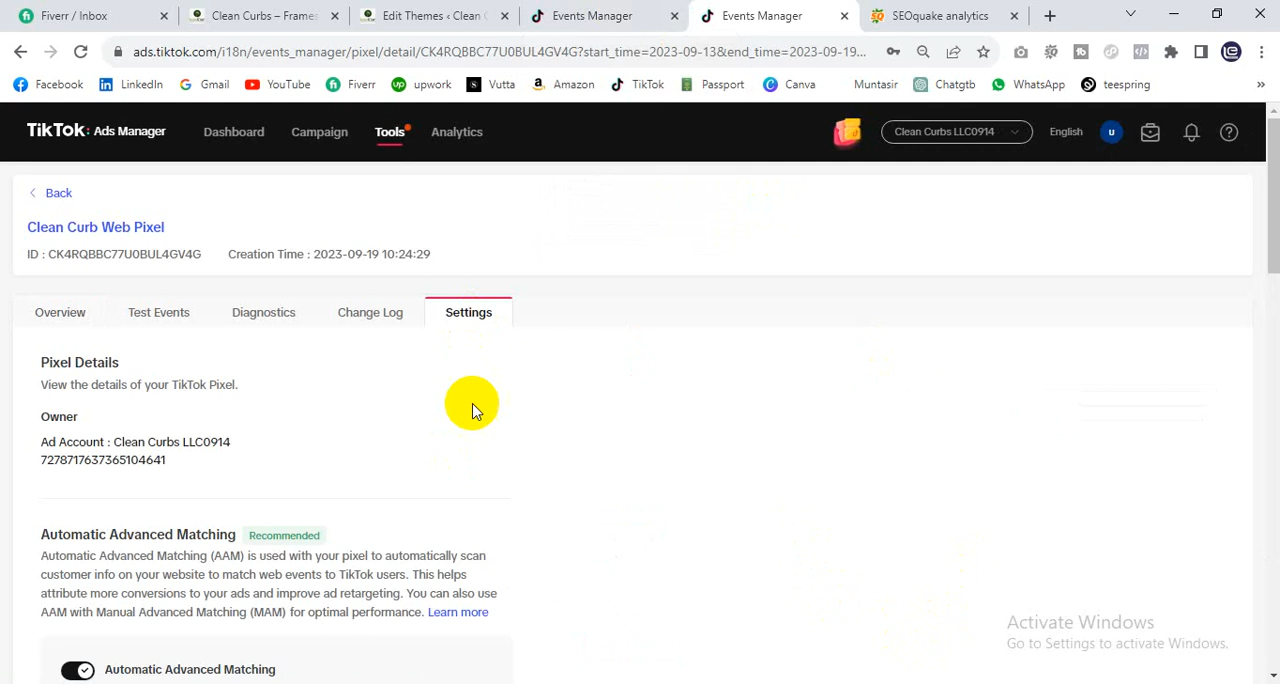 Fiverr / Inbox
Clean Curbs – Frames
Edit Themes ‹ Clean C
Events Manager
Events Manager
SEOquake analytics
ads.tiktok.com/i18n/events_manager/pixel/detail/CK4RQBBC77U0BUL4GV4G?start_time=2023-09-13&end_time=2023-09-19...
Facebook
LinkedIn
Gmail
YouTube
Fiverr
upwork
Vutta
Amazon
TikTok
Passport
Canva
Muntasir
Chatgtb
WhatsApp
teespring
TikTok: Ads Manager
Dashboard
Campaign
Tools
Analytics
Clean Curbs LLC0914
English
u
Back
Clean Curb Web Pixel
ID : CK4RQBBC77U0BUL4GV4G
Creation Time : 2023-09-19 10:24:29
Overview
Test Events
Diagnostics
Change Log
Settings
Pixel Details
View the details of your TikTok Pixel.
Owner
Ad Account : Clean Curbs LLC0914
7278717637365104641
Automatic Advanced Matching Recommended
Automatic Advanced Matching (AAM) is used with your pixel to automatically scan
customer info on your website to match web events to TikTok users. This helps
attribute more conversions to your ads and improve ad retargeting. You can also use
AAM with Manual Advanced Matching (MAM) for optimal performance. Learn more
Automatic Advanced Matching
Activate Windows
Go to Settings to activate Windows.